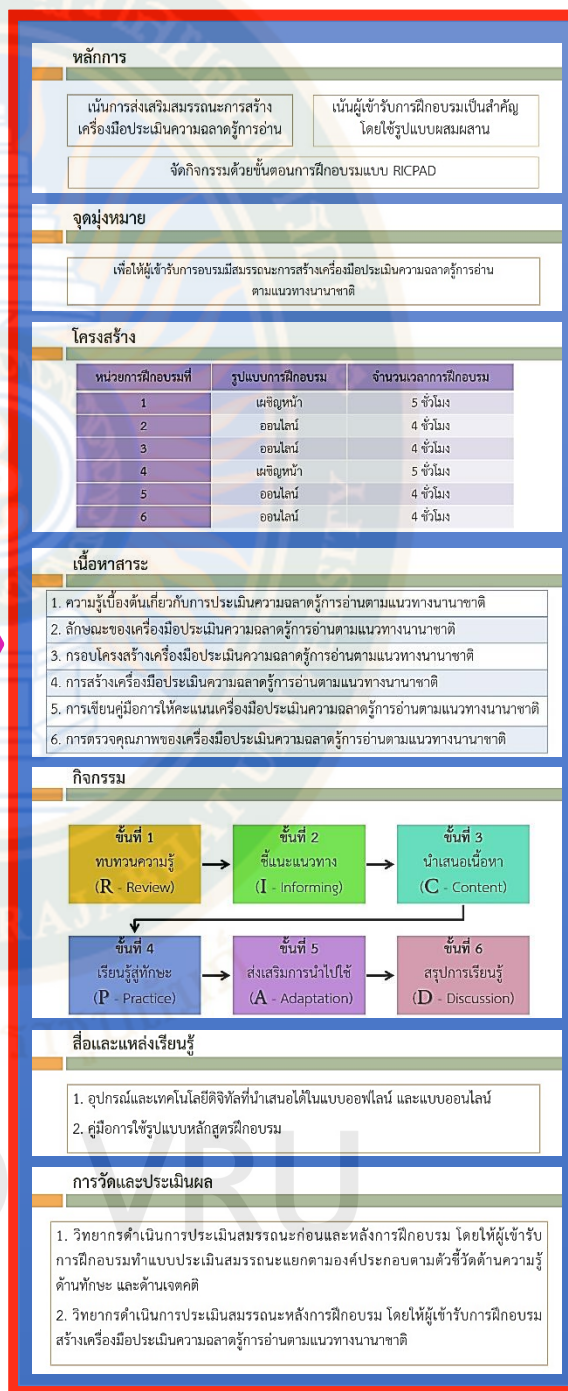 หลักการ
เน้นการส่งเสริมสมรรถนะการสร้าง
เครื่องมือประเมินความฉลาดรู้การอ่าน
เน้นผู้เข้ารับการฝึกอบรมเป็นสำคัญ
โดยใช้รูปแบบผสมผสาน
จัดกิจกรรมด้วยขั้นตอนการฝึกอบรมแบบ RICPAD
จุดมุ่งหมาย
เพื่อให้ผู้เข้ารับการอบรมมีสมรรถนะการสร้างเครื่องมือประเมินความฉลาดรู้การอ่าน
ตามแนวทางนานาชาติ
โครงสร้าง
หน่วยการฝึกอบรมที่ รูปแบบการฝึกอบรม จำนวนเวลาการฝึกอบรม
1 เผชิญหน้า 5 ชั่วโมง
2 ออนไลน์ 4 ชั่วโมง
3 ออนไลน์ 4 ชั่วโมง
4 เผชิญหน้า 5 ชั่วโมง
5 ออนไลน์ 4 ชั่วโมง
6 ออนไลน์ 4 ชั่วโมง
เนื้อหาสาระ
1. ความรู้เบื้องต้นเกี่ยวกับการประเมินความฉลาดรู้การอ่านตามแนวทางนานาชาติ
2. ลักษณะของเครื่องมือประเมินความฉลาดรู้การอ่านตามแนวทางนานาชาติ
3. กรอบโครงสร้างเครื่องมือประเมินความฉลาดรู้การอ่านตามแนวทางนานาชาติ
4. การสร้างเครื่องมือประเมินความฉลาดรู้การอ่านตามแนวทางนานาชาติ
5. การเขียนคู่มือการให้คะแนนเครื่องมือประเมินความฉลาดรู้การอ่านตามแนวทางนานาชาติ
6. การตรวจคุณภาพของเครื่องมือประเมินความฉลาดรู้การอ่านตามแนวทางนานาชาติ
กิจกรรม
ขั้นที่ 1
ทบทวนความรู้
(R - Review)
ขั้นที่ 2
ชี้แนะแนวทาง
(I - Informing)
ขั้นที่ 3
นำเสนอเนื้อหา
(C - Content)
ขั้นที่ 4
เรียนรู้สู่ทักษะ
(P - Practice)
ขั้นที่ 5
ส่งเสริมการนำไปใช้
(A - Adaptation)
ขั้นที่ 6
สรุปการเรียนรู้
(D - Discussion)
สื่อและแหล่งเรียนรู้
1. อุปกรณ์และเทคโนโลยีดิจิทัลที่นำเสนอได้ในแบบออฟไลน์ และแบบออนไลน์
2. คู่มือการใช้รูปแบบหลักสูตรฝึกอบรม
VRU
การวัดและประเมินผล
1. วิทยากรดำเนินการประเมินสมรรถนะก่อนและหลังการฝึกอบรม โดยให้ผู้เข้ารับ
การฝึกอบรมทำแบบประเมินสมรรถนะแยกตามองค์ประกอบตามตัวชี้วัดด้านความรู้
ด้านทักษะ และด้านเจตคติ
2. วิทยากรดำเนินการประเมินสมรรถนะหลังการฝึกอบรม โดยให้ผู้เข้ารับการฝึกอบรม
สร้างเครื่องมือประเมินความฉลาดรู้การอ่านตามแนวทางนานาชาติ